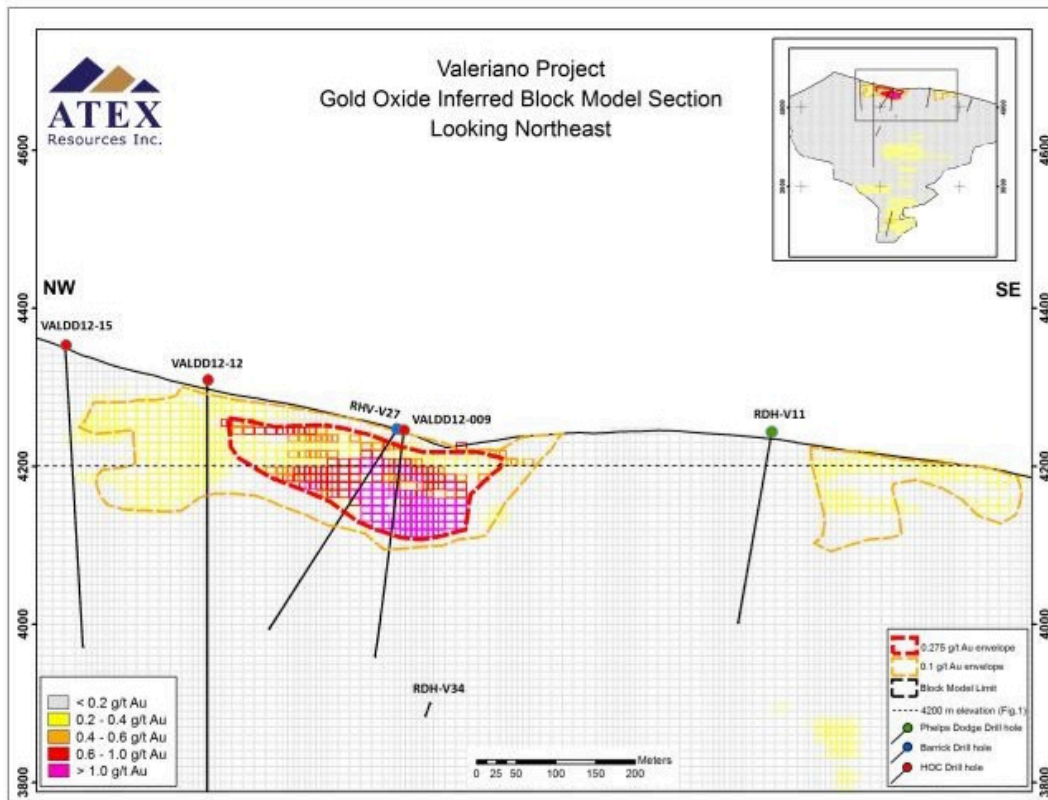 ATEX
Resources Inc.
Valeriano Project
Gold Oxide Inferred Block Model Section
Looking Northeast
4600
4600
NW
SE
4400
4400
VALDD12-15
VALDD12-12
RHV-V27
VALDD12-009
RDH-V11
4200
4200
4000
4000
RDH-V34
3800
3800
< 0.2 g/t Au
0.2 - 0.4 g/t Au
0.4 - 0.6 g/t Au
0.6 - 1.0 g/t Au
> 1.0 g/t Au
0 25 50 100 150 200 Meters
0.275 g/t Au envelope
0.1 g/t Au envelope
Block Model Limit
4200 m elevation (Fig.1)
Phelps Dodge Drill hole
Barrick Drill hole
HOC Drill hole